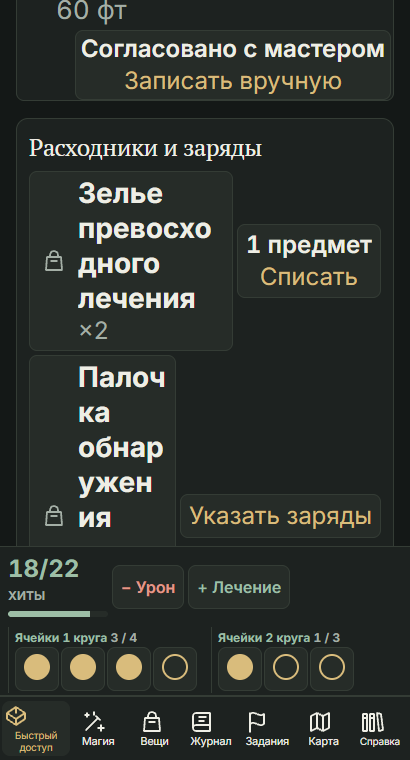 60 фт
Согласовано с мастером
Записать вручную
Расходники и заряды
Зелье
превосхо
дного
лечения
×2
1 предмет
Списать
Палоч
ка
обнар
ужен
ия
Указать заряды
18/22
хиты
− Урон
+ Лечение
Ячейки 1 круга 3 / 4
Ячейки 2 круга 1 / 3
Быстрый
доступ
Магия
Вещи
Журнал
Задания
Карта
Справка